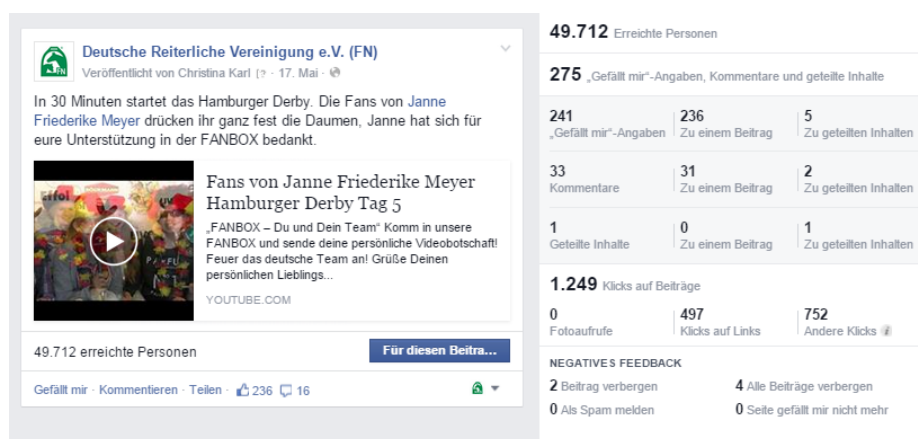 Deutsche Reiterliche Vereinigung e.V. (FN)
Veröffentlicht von Christina Karl [?] · 17. Mai ·
In 30 Minuten startet das Hamburger Derby. Die Fans von Janne
Friederike Meyer drücken ihr ganz fest die Daumen, Janne hat sich für
eure Unterstützung in der FANBOX bedankt.
Effol
Fans von Janne Friederike Meyer
Hamburger Derby Tag 5
„FANBOX – Du und Dein Team“ Komm in unsere
FANBOX und sende deine persönliche Videobotschaft!
Feuer das deutsche Team an! Grüße Deinen
persönlichen Lieblings...
YOUTUBE.COM
49.712 erreichte Personen
Für diesen Beitra...
Gefällt mir · Kommentieren · Teilen · 236 16
49.712 Erreichte Personen
275 „Gefällt mir“-Angaben, Kommentare und geteilte Inhalte
241 236 5
„Gefällt mir“-Angaben Zu einem Beitrag Zu geteilten Inhalten
33 31 2
Kommentare Zu einem Beitrag Zu geteilten Inhalten
1 0 1
Geteilte Inhalte Zu einem Beitrag Zu geteilten Inhalten
1.249 Klicks auf Beiträge
0 497 752
Fotoaufrufe Klicks auf Links Andere Klicks
NEGATIVES FEEDBACK
2 Beitrag verbergen 4 Alle Beiträge verbergen
0 Als Spam melden 0 Seite gefällt mir nicht mehr